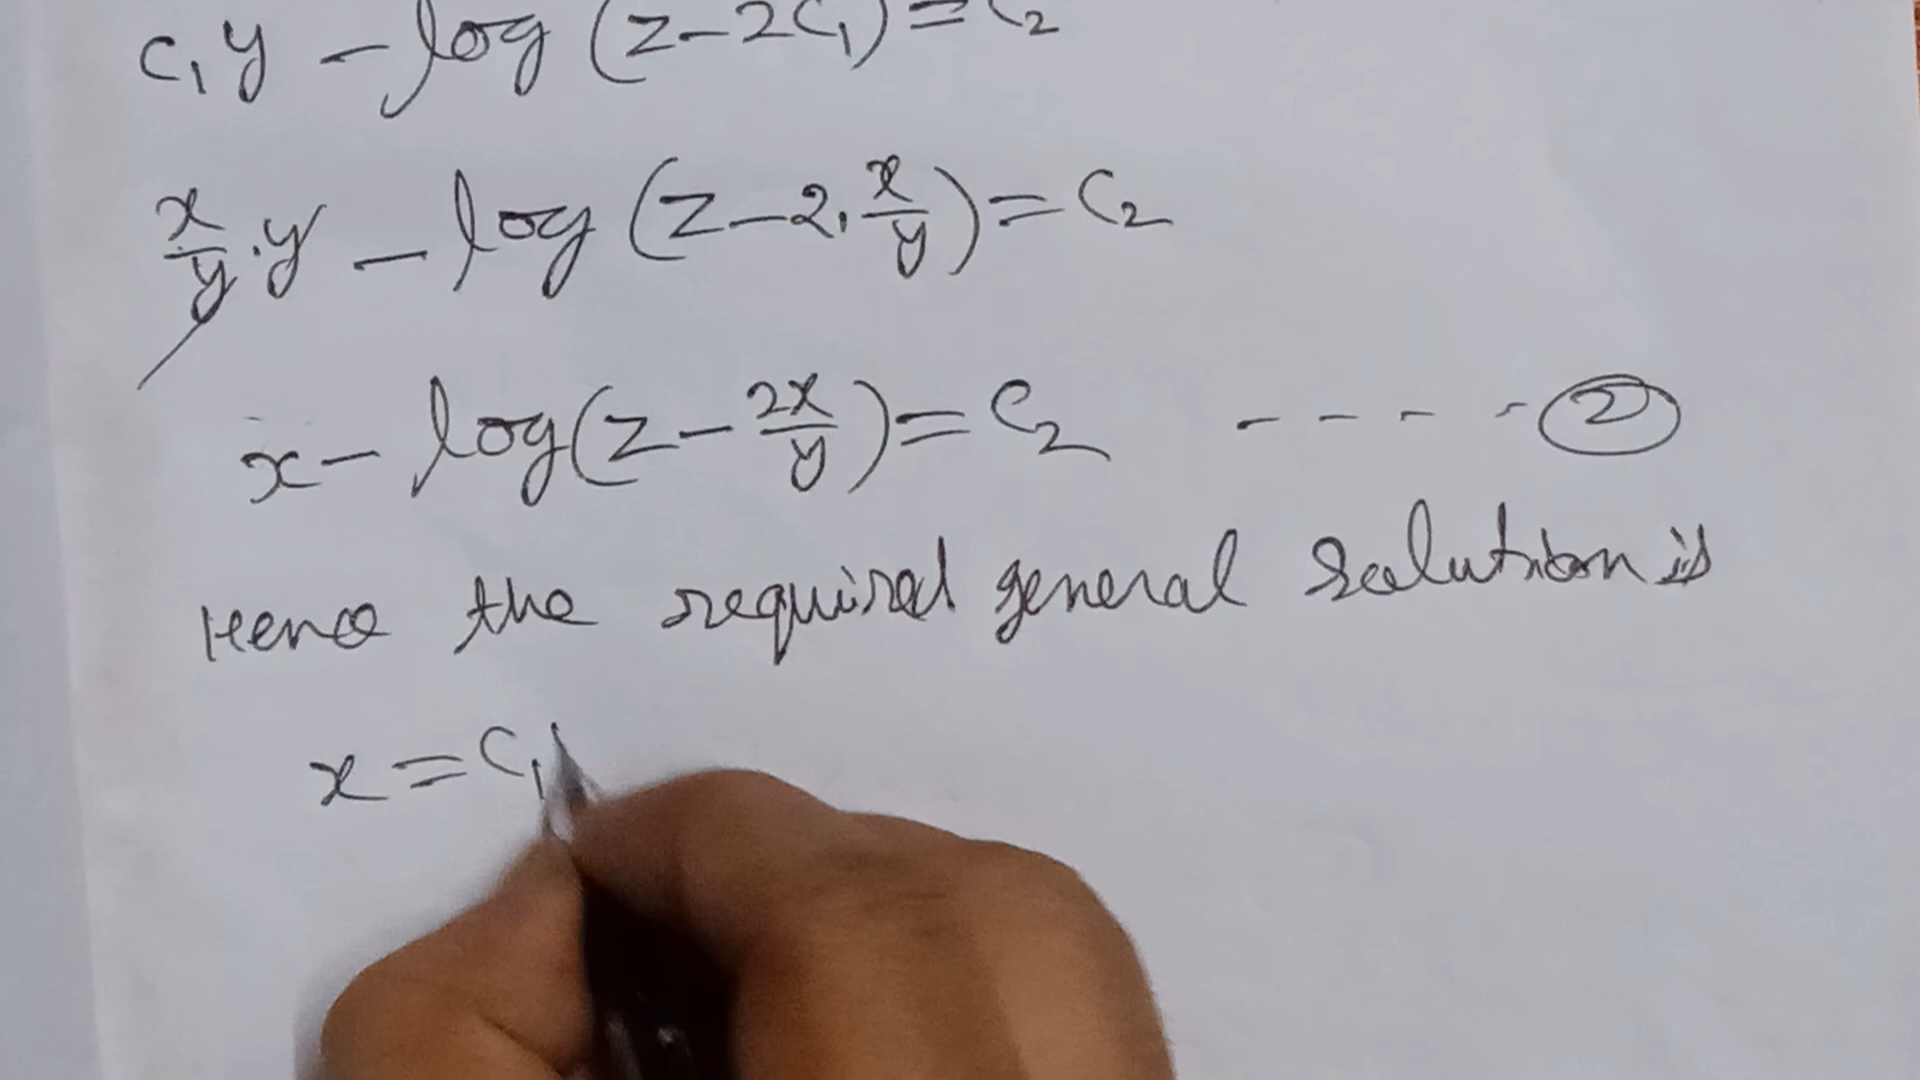 c₁y - log (z - 2c₁) = c₂
x/y · y - log (z - 2. x/y) = c₂
x - log (z - 2x/y) = c₂ - - - - ②
Hence the required general solution is
x = c₁